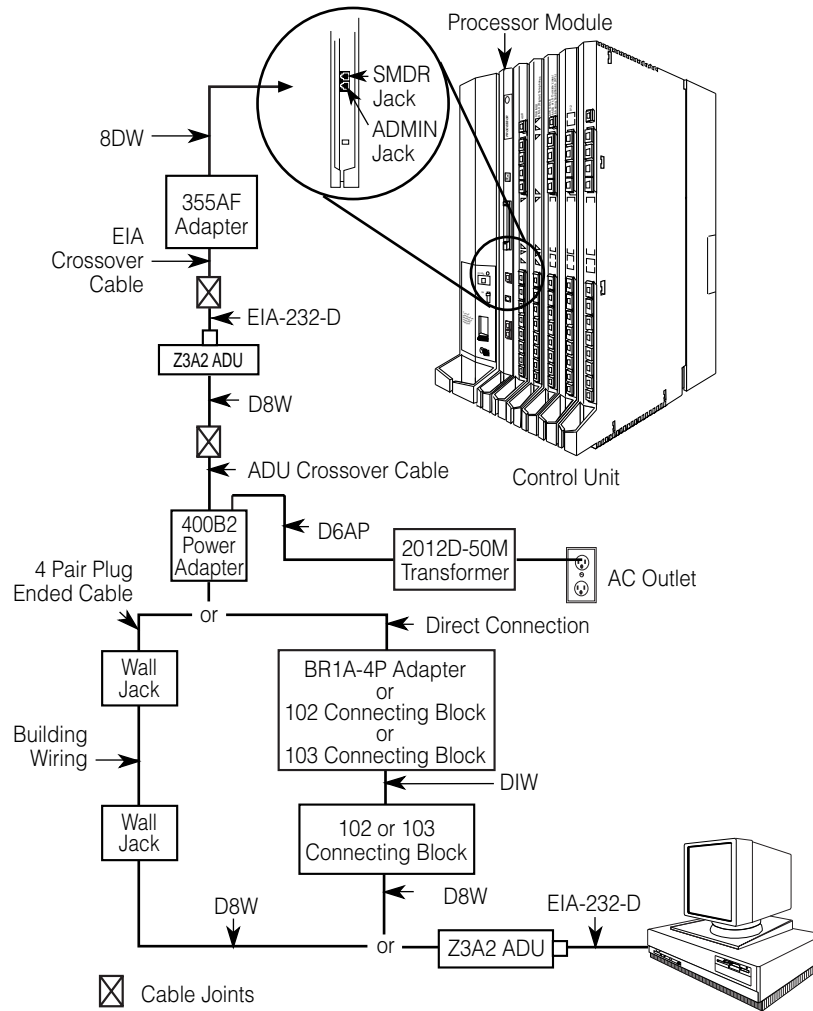 Processor Module
SMDR
Jack
ADMIN
Jack
8DW
355AF
Adapter
EIA
Crossover
Cable
EIA-232-D
Z3A2 ADU
D8W
ADU Crossover Cable
Control Unit
400B2
Power
Adapter
D6AP
2012D-50M
Transformer
AC Outlet
4 Pair Plug
Ended Cable
or
Direct Connection
Wall
Jack
BR1A-4P Adapter
or
102 Connecting Block
or
103 Connecting Block
Building
Wiring
DIW
Wall
Jack
102 or 103
Connecting Block
D8W
D8W
EIA-232-D
or
Z3A2 ADU
Cable Joints